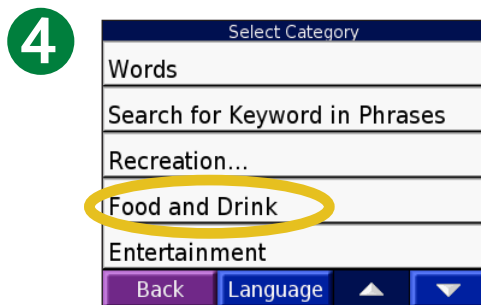 4
Select Category
Words
Search for Keyword in Phrases
Recreation...
Food and Drink
Entertainment
Back Language